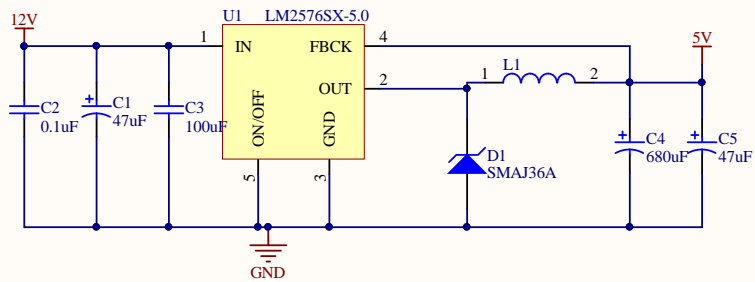 12V
U1 LM2576SX-5.0
5V
1
IN
FBCK
4
OUT
2
ON/OFF
GND
5
3
C2
0.1uF
C1
47uF
C3
100uF
1
L1
2
D1
SMAJ36A
C4
680uF
C5
47uF
GND